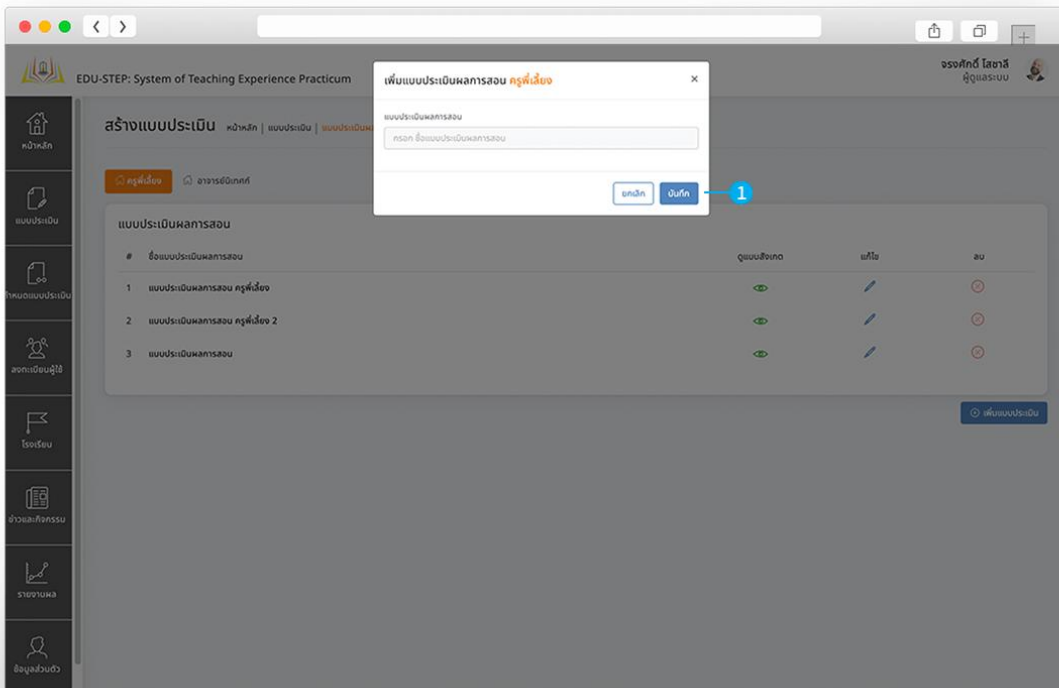 EDU-STEP: System of Teaching Experience Practicum
จรงศักดิ์ โสชาลี
ผู้ดูแลระบบ
เพิ่มแบบประเมินผลการสอน ครูพี่เลี้ยง ×
แบบประเมินผลการสอน
กรอก ชื่อแบบประเมินผลการสอน
ยกเลิก บันทึก 1
สร้างแบบประเมิน หน้าหลัก | แบบประเมิน |
ครูพี่เลี้ยง อาจารย์นิเทศก์
แบบประเมินผลการสอน
# ชื่อแบบประเมินผลการสอน ดูแบบสังเกต แก้ไข ลบ
1 แบบประเมินผลการสอน ครูพี่เลี้ยง
2 แบบประเมินผลการสอน ครูพี่เลี้ยง 2
3 แบบประเมินผลการสอน
เพิ่มแบบประเมิน
หน้าหลัก
แบบประเมิน
กำหนดแบบประเมิน
ลงทะเบียนผู้ใช้
โรงเรียน
ข่าวและกิจกรรม
รายงานผล
ข้อมูลส่วนตัว